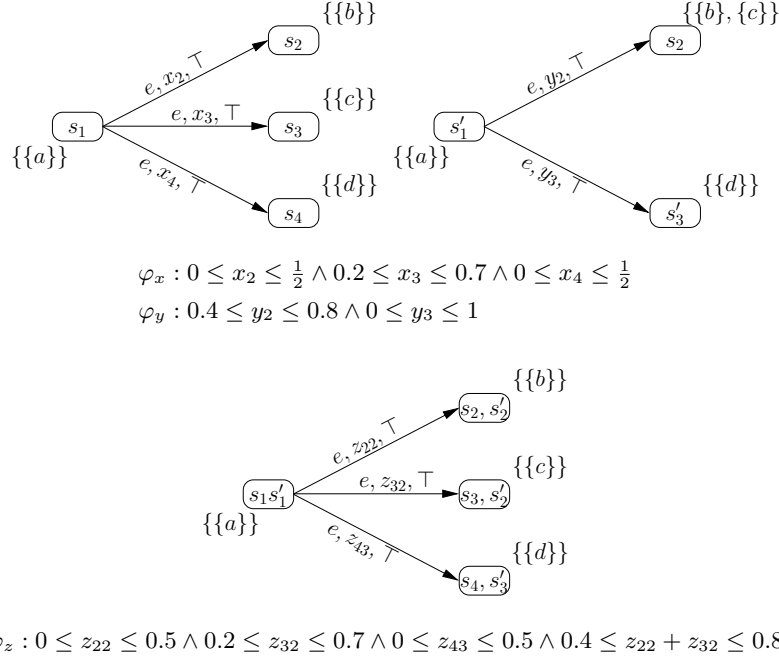 {{b}}
s₂
e, x₂, ⊤
{{c}}
s₁
e, x₃, ⊤
s₃
{{a}}
e, x₄, ⊤
{{d}}
s₄
{{b}, {c}}
s₂
e, y₂, ⊤
s′₁
{{a}}
e, y₃, ⊤
{{d}}
s′₃
φₓ : 0 ≤ x₂ ≤ 1/2 ∧ 0.2 ≤ x₃ ≤ 0.7 ∧ 0 ≤ x₄ ≤ 1/2
φ_y : 0.4 ≤ y₂ ≤ 0.8 ∧ 0 ≤ y₃ ≤ 1
{{b}}
s₂, s′₂
e, z₂₂, ⊤
{{c}}
s₁s′₁
e, z₃₂, ⊤
s₃, s′₂
{{a}}
e, z₄₃, ⊤
{{d}}
s₄, s′₃
φ_z : 0 ≤ z₂₂ ≤ 0.5 ∧ 0.2 ≤ z₃₂ ≤ 0.7 ∧ 0 ≤ z₄₃ ≤ 0.5 ∧ 0.4 ≤ z₂₂ + z₃₂ ≤ 0.8